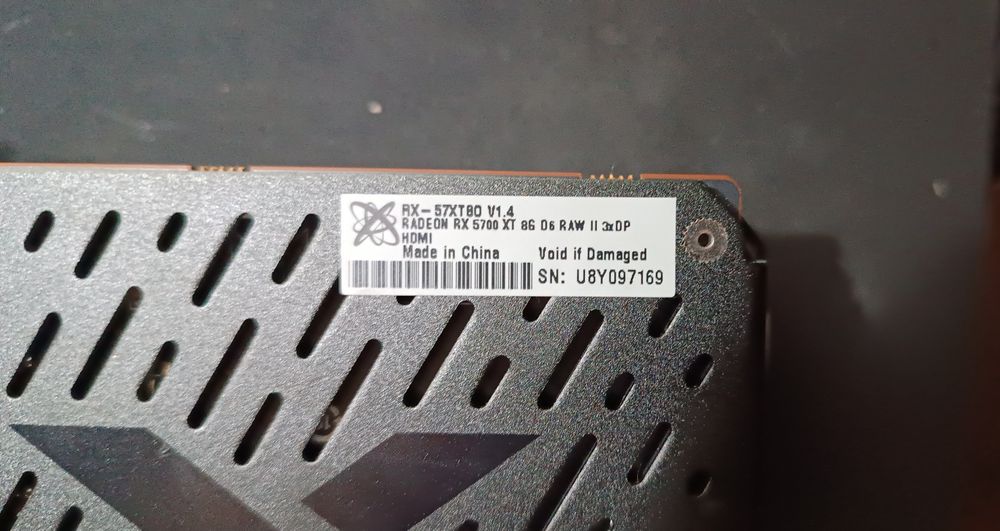 RX-57XT8O V1.4
RADEON RX 5700 XT 8G D6 RAW II 3xDP
HDMI
Made in China Void if Damaged
SN: U8Y097169